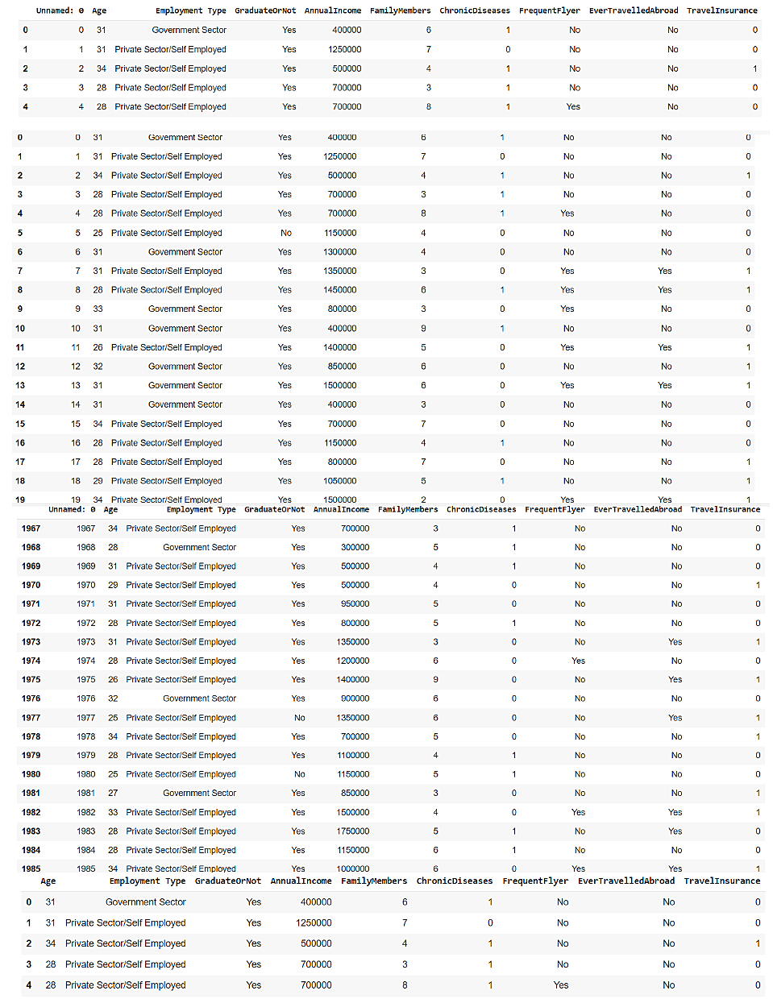 Unnamed: 0 Age Employment Type GraduateOrNot AnnualIncome FamilyMembers ChronicDiseases FrequentFlyer EverTravelledAbroad TravelInsurance
0 0 31 Government Sector Yes 400000 6 1 No No 0
1 1 31 Private Sector/Self Employed Yes 1250000 7 0 No No 0
2 2 34 Private Sector/Self Employed Yes 500000 4 1 No No 1
3 3 28 Private Sector/Self Employed Yes 700000 3 1 No No 0
4 4 28 Private Sector/Self Employed Yes 700000 8 1 Yes No 0
0 0 31 Government Sector Yes 400000 6 1 No No 0
1 1 31 Private Sector/Self Employed Yes 1250000 7 0 No No 0
2 2 34 Private Sector/Self Employed Yes 500000 4 1 No No 1
3 3 28 Private Sector/Self Employed Yes 700000 3 1 No No 0
4 4 28 Private Sector/Self Employed Yes 700000 8 1 Yes No 0
5 5 25 Private Sector/Self Employed No 1150000 4 0 No No 0
6 6 31 Government Sector Yes 1300000 4 0 No No 0
7 7 31 Private Sector/Self Employed Yes 1350000 3 0 Yes Yes 1
8 8 28 Private Sector/Self Employed Yes 1450000 6 1 Yes Yes 1
9 9 33 Government Sector Yes 800000 3 0 Yes No 0
10 10 31 Government Sector Yes 400000 9 1 No No 0
11 11 26 Private Sector/Self Employed Yes 1400000 5 0 Yes Yes 1
12 12 32 Government Sector Yes 850000 6 0 No No 1
13 13 31 Government Sector Yes 1500000 6 0 Yes Yes 1
14 14 31 Government Sector Yes 400000 3 0 No No 0
15 15 34 Private Sector/Self Employed Yes 700000 7 0 No No 0
16 16 28 Private Sector/Self Employed Yes 1150000 4 1 No No 0
17 17 28 Private Sector/Self Employed Yes 800000 7 0 No No 1
18 18 29 Private Sector/Self Employed Yes 1050000 5 1 No No 1
19 19 34 Private Sector/Self Employed Yes 1500000 2 0 Yes Yes 1
Unnamed: 0 Age Employment Type GraduateOrNot AnnualIncome FamilyMembers ChronicDiseases FrequentFlyer EverTravelledAbroad TravelInsurance
1967 1967 34 Private Sector/Self Employed Yes 700000 3 1 No No 0
1968 1968 28 Government Sector Yes 300000 5 1 No No 0
1969 1969 31 Private Sector/Self Employed Yes 500000 4 1 No No 0
1970 1970 29 Private Sector/Self Employed Yes 500000 4 0 No No 1
1971 1971 31 Private Sector/Self Employed Yes 950000 5 0 No No 0
1972 1972 28 Private Sector/Self Employed Yes 800000 5 1 No No 0
1973 1973 31 Private Sector/Self Employed Yes 1350000 3 0 No Yes 1
1974 1974 28 Private Sector/Self Employed Yes 1200000 6 0 Yes No 0
1975 1975 26 Private Sector/Self Employed Yes 1400000 9 0 No Yes 1
1976 1976 32 Government Sector Yes 900000 6 0 No No 0
1977 1977 25 Private Sector/Self Employed No 1350000 6 0 No Yes 1
1978 1978 34 Private Sector/Self Employed Yes 700000 5 0 No No 1
1979 1979 28 Private Sector/Self Employed Yes 1100000 4 1 No No 0
1980 1980 25 Private Sector/Self Employed No 1150000 5 1 No No 0
1981 1981 27 Government Sector Yes 850000 3 0 No No 1
1982 1982 33 Private Sector/Self Employed Yes 1500000 4 0 Yes Yes 1
1983 1983 28 Private Sector/Self Employed Yes 1750000 5 1 No Yes 0
1984 1984 28 Private Sector/Self Employed Yes 1150000 6 1 No No 0
1985 1985 34 Private Sector/Self Employed Yes 1000000 6 0 Yes Yes 1
Age Employment Type GraduateOrNot AnnualIncome FamilyMembers ChronicDiseases FrequentFlyer EverTravelledAbroad TravelInsurance
0 31 Government Sector Yes 400000 6 1 No No 0
1 31 Private Sector/Self Employed Yes 1250000 7 0 No No 0
2 34 Private Sector/Self Employed Yes 500000 4 1 No No 1
3 28 Private Sector/Self Employed Yes 700000 3 1 No No 0
4 28 Private Sector/Self Employed Yes 700000 8 1 Yes No 0